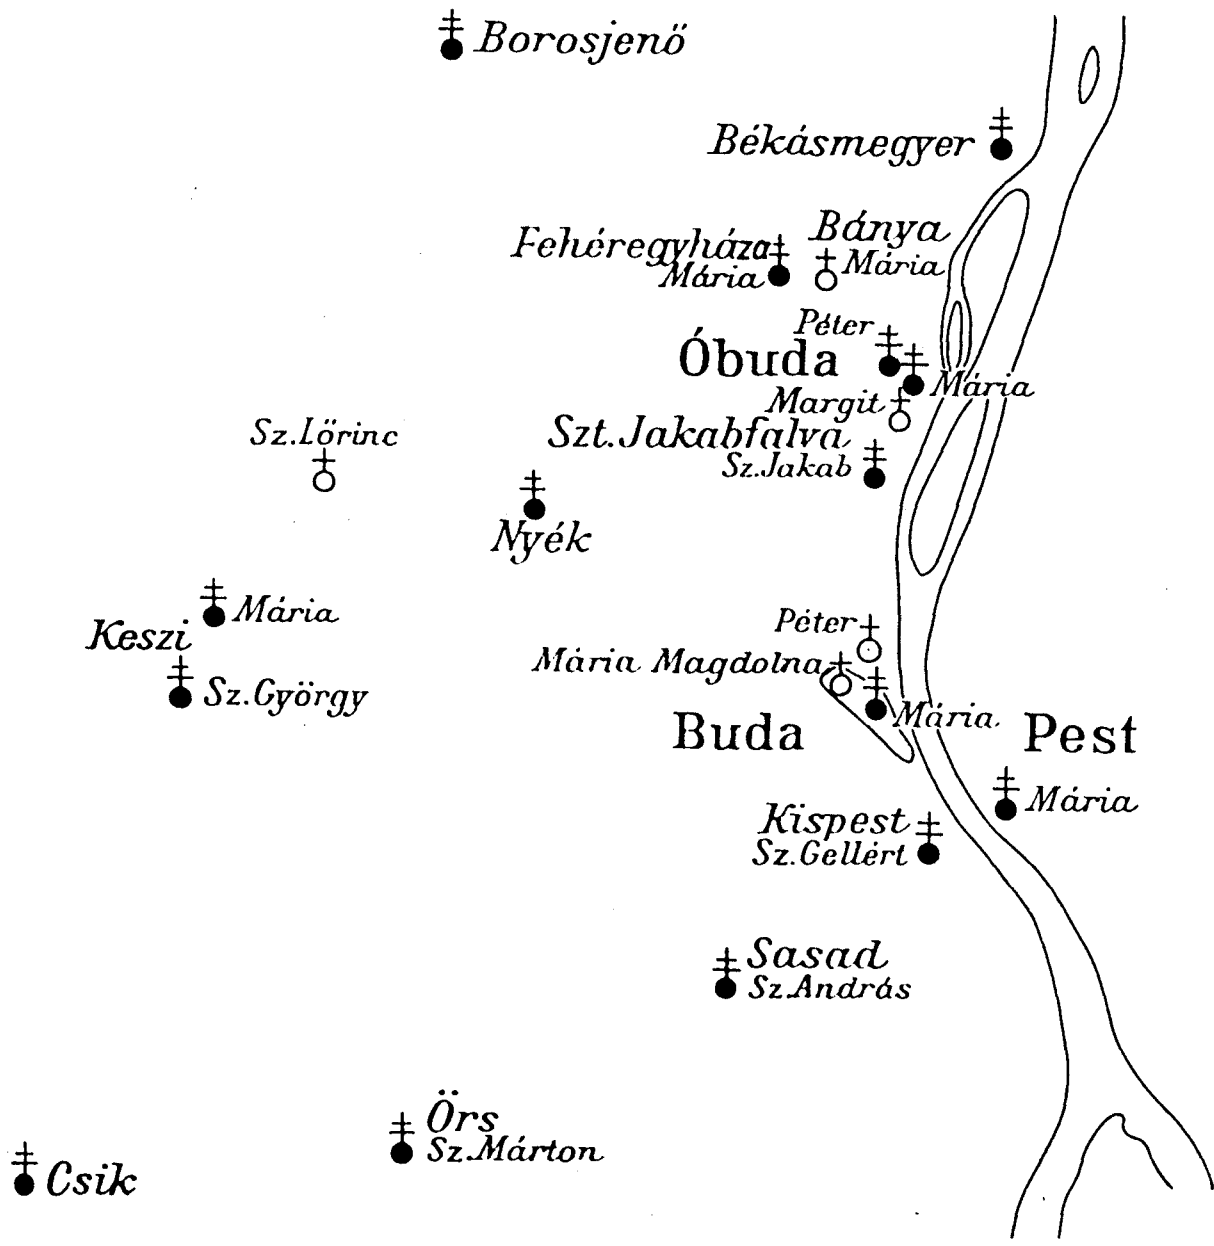 Borosjenő
Békásmegyer
Bánya
Mária
Fehéregyháza
Mária
Péter
Óbuda
Mária
Margit
Szt.Jakabfalva
Sz.Jakab
Sz.Lőrinc
Nyék
Mária
Keszi
Sz.György
Péter
Mária Magdolna
Mária
Buda
Pest
Mária
Kispest
Sz.Gellért
Sasad
Sz.András
Örs
Sz.Márton
Csik